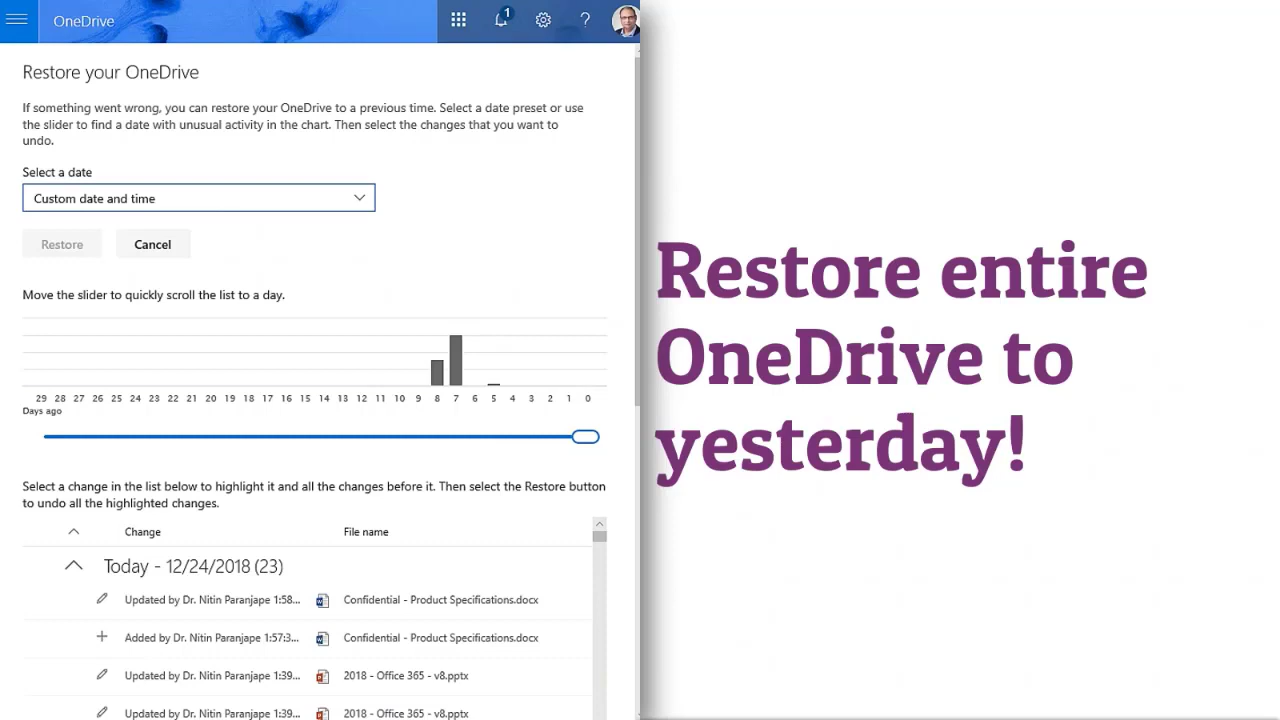 OneDrive
1
?
Restore your OneDrive
If something went wrong, you can restore your OneDrive to a previous time. Select a date preset or use
the slider to find a date with unusual activity in the chart. Then select the changes that you want to
undo.
Select a date
Custom date and time
Restore
Cancel
Move the slider to quickly scroll the list to a day.
29 28 27 26 25 24 23 22 21 20 19 18 17 16 15 14 13 12 11 10 9 8 7 6 5 4 3 2 1 0
Days ago
Select a change in the list below to highlight it and all the changes before it. Then select the Restore button
to undo all the highlighted changes.
Change File name
Today - 12/24/2018 (23)
Updated by Dr. Nitin Paranjape 1:58... Confidential - Product Specifications.docx
Added by Dr. Nitin Paranjape 1:57:3... Confidential - Product Specifications.docx
Updated by Dr. Nitin Paranjape 1:39... 2018 - Office 365 - v8.pptx
Updated by Dr. Nitin Paranjape 1:39... 2018 - Office 365 - v8.pptx
Restore entire
OneDrive to
yesterday!